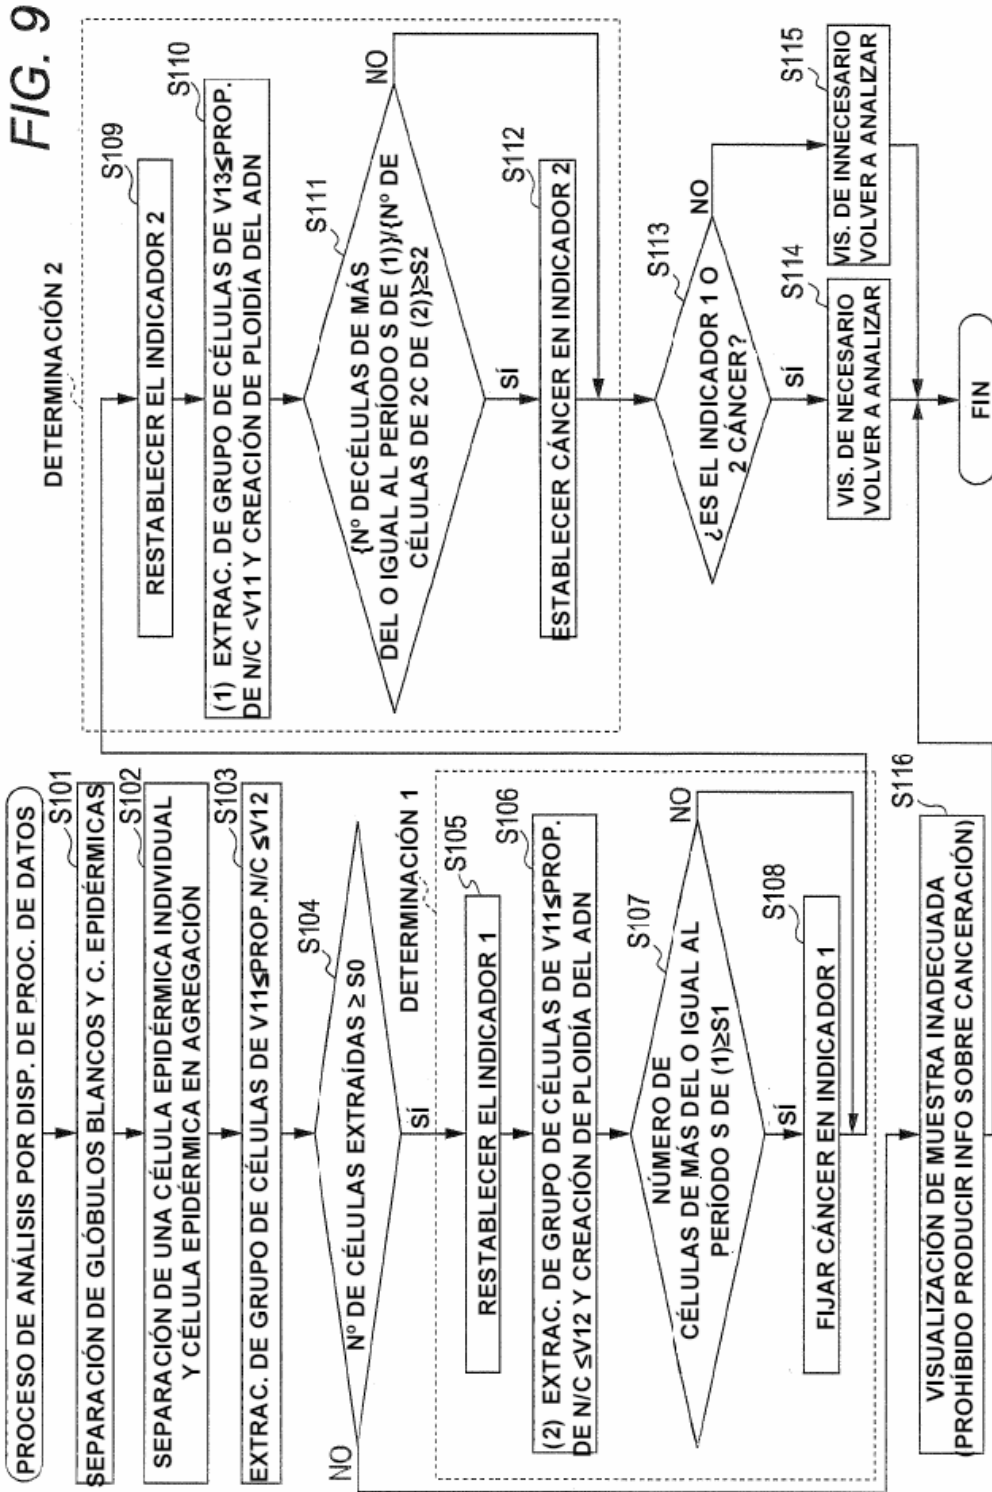 FIG. 9
PROCESO DE ANÁLISIS POR DISP. DE PROC. DE DATOS
S101
SEPARACIÓN DE GLÓBULOS BLANCOS Y C. EPIDÉRMICAS
S102
SEPARACIÓN DE UNA CÉLULA EPIDÉRMICA INDIVIDUAL
Y CÉLULA EPIDÉRMICA EN AGREGACIÓN
S103
EXTRAC. DE GRUPO DE CÉLULAS DE V11≤PROP.N/C ≤V12
S104
Nº DE CÉLULAS EXTRAÍDAS ≥ S0
NO
SÍ
DETERMINACIÓN 1
S105
RESTABLECER EL INDICADOR 1
S106
(2) EXTRAC. DE GRUPO DE CÉLULAS DE V11≤PROP.
DE N/C ≤V12 Y CREACIÓN DE PLOIDÍA DEL ADN
S107
NÚMERO DE
CÉLULAS DE MÁS DEL O IGUAL AL
PERÍODO S DE (1)≥S1
NO
SÍ
S108
FIJAR CÁNCER EN INDICADOR 1
S116
VISUALIZACIÓN DE MUESTRA INADECUADA
(PROHÍBIDO PRODUCIR INFO SOBRE CANCERACIÓN)
DETERMINACIÓN 2
S109
RESTABLECER EL INDICADOR 2
S110
(1) EXTRAC. DE GRUPO DE CÉLULAS DE V13≤PROP.
DE N/C <V11 Y CREACIÓN DE PLOIDÍA DEL ADN
S111
{Nº DECÉLULAS DE MÁS
DEL O IGUAL AL PERÍODO S DE (1)}/{Nº DE
CÉLULAS DE 2C DE (2)}≥S2
NO
SÍ
S112
ESTABLECER CÁNCER EN INDICADOR 2
S113
¿ES EL INDICADOR 1 O
2 CÁNCER?
NO
SÍ
S114
VIS. DE NECESARIO
VOLVER A ANALIZAR
S115
VIS. DE INNECESARIO
VOLVER A ANALIZAR
FIN